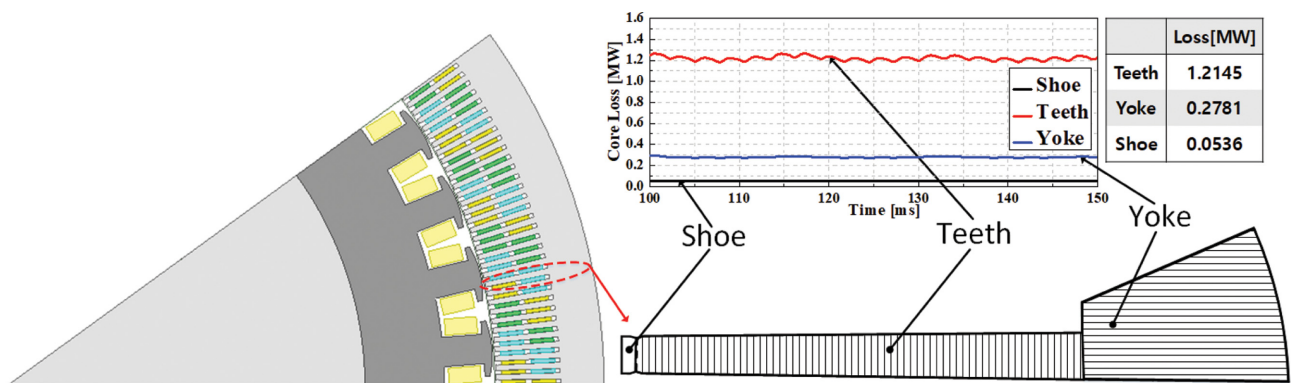 1.6
1.4
1.2
1.0
0.8
0.6
0.4
0.2
0.0
Core Loss [MW]
Shoe
Teeth
Yoke
100 110 120 130 140 150
Time [ms]
Loss[MW]
Teeth 1.2145
Yoke 0.2781
Shoe 0.0536
Shoe
Teeth
Yoke